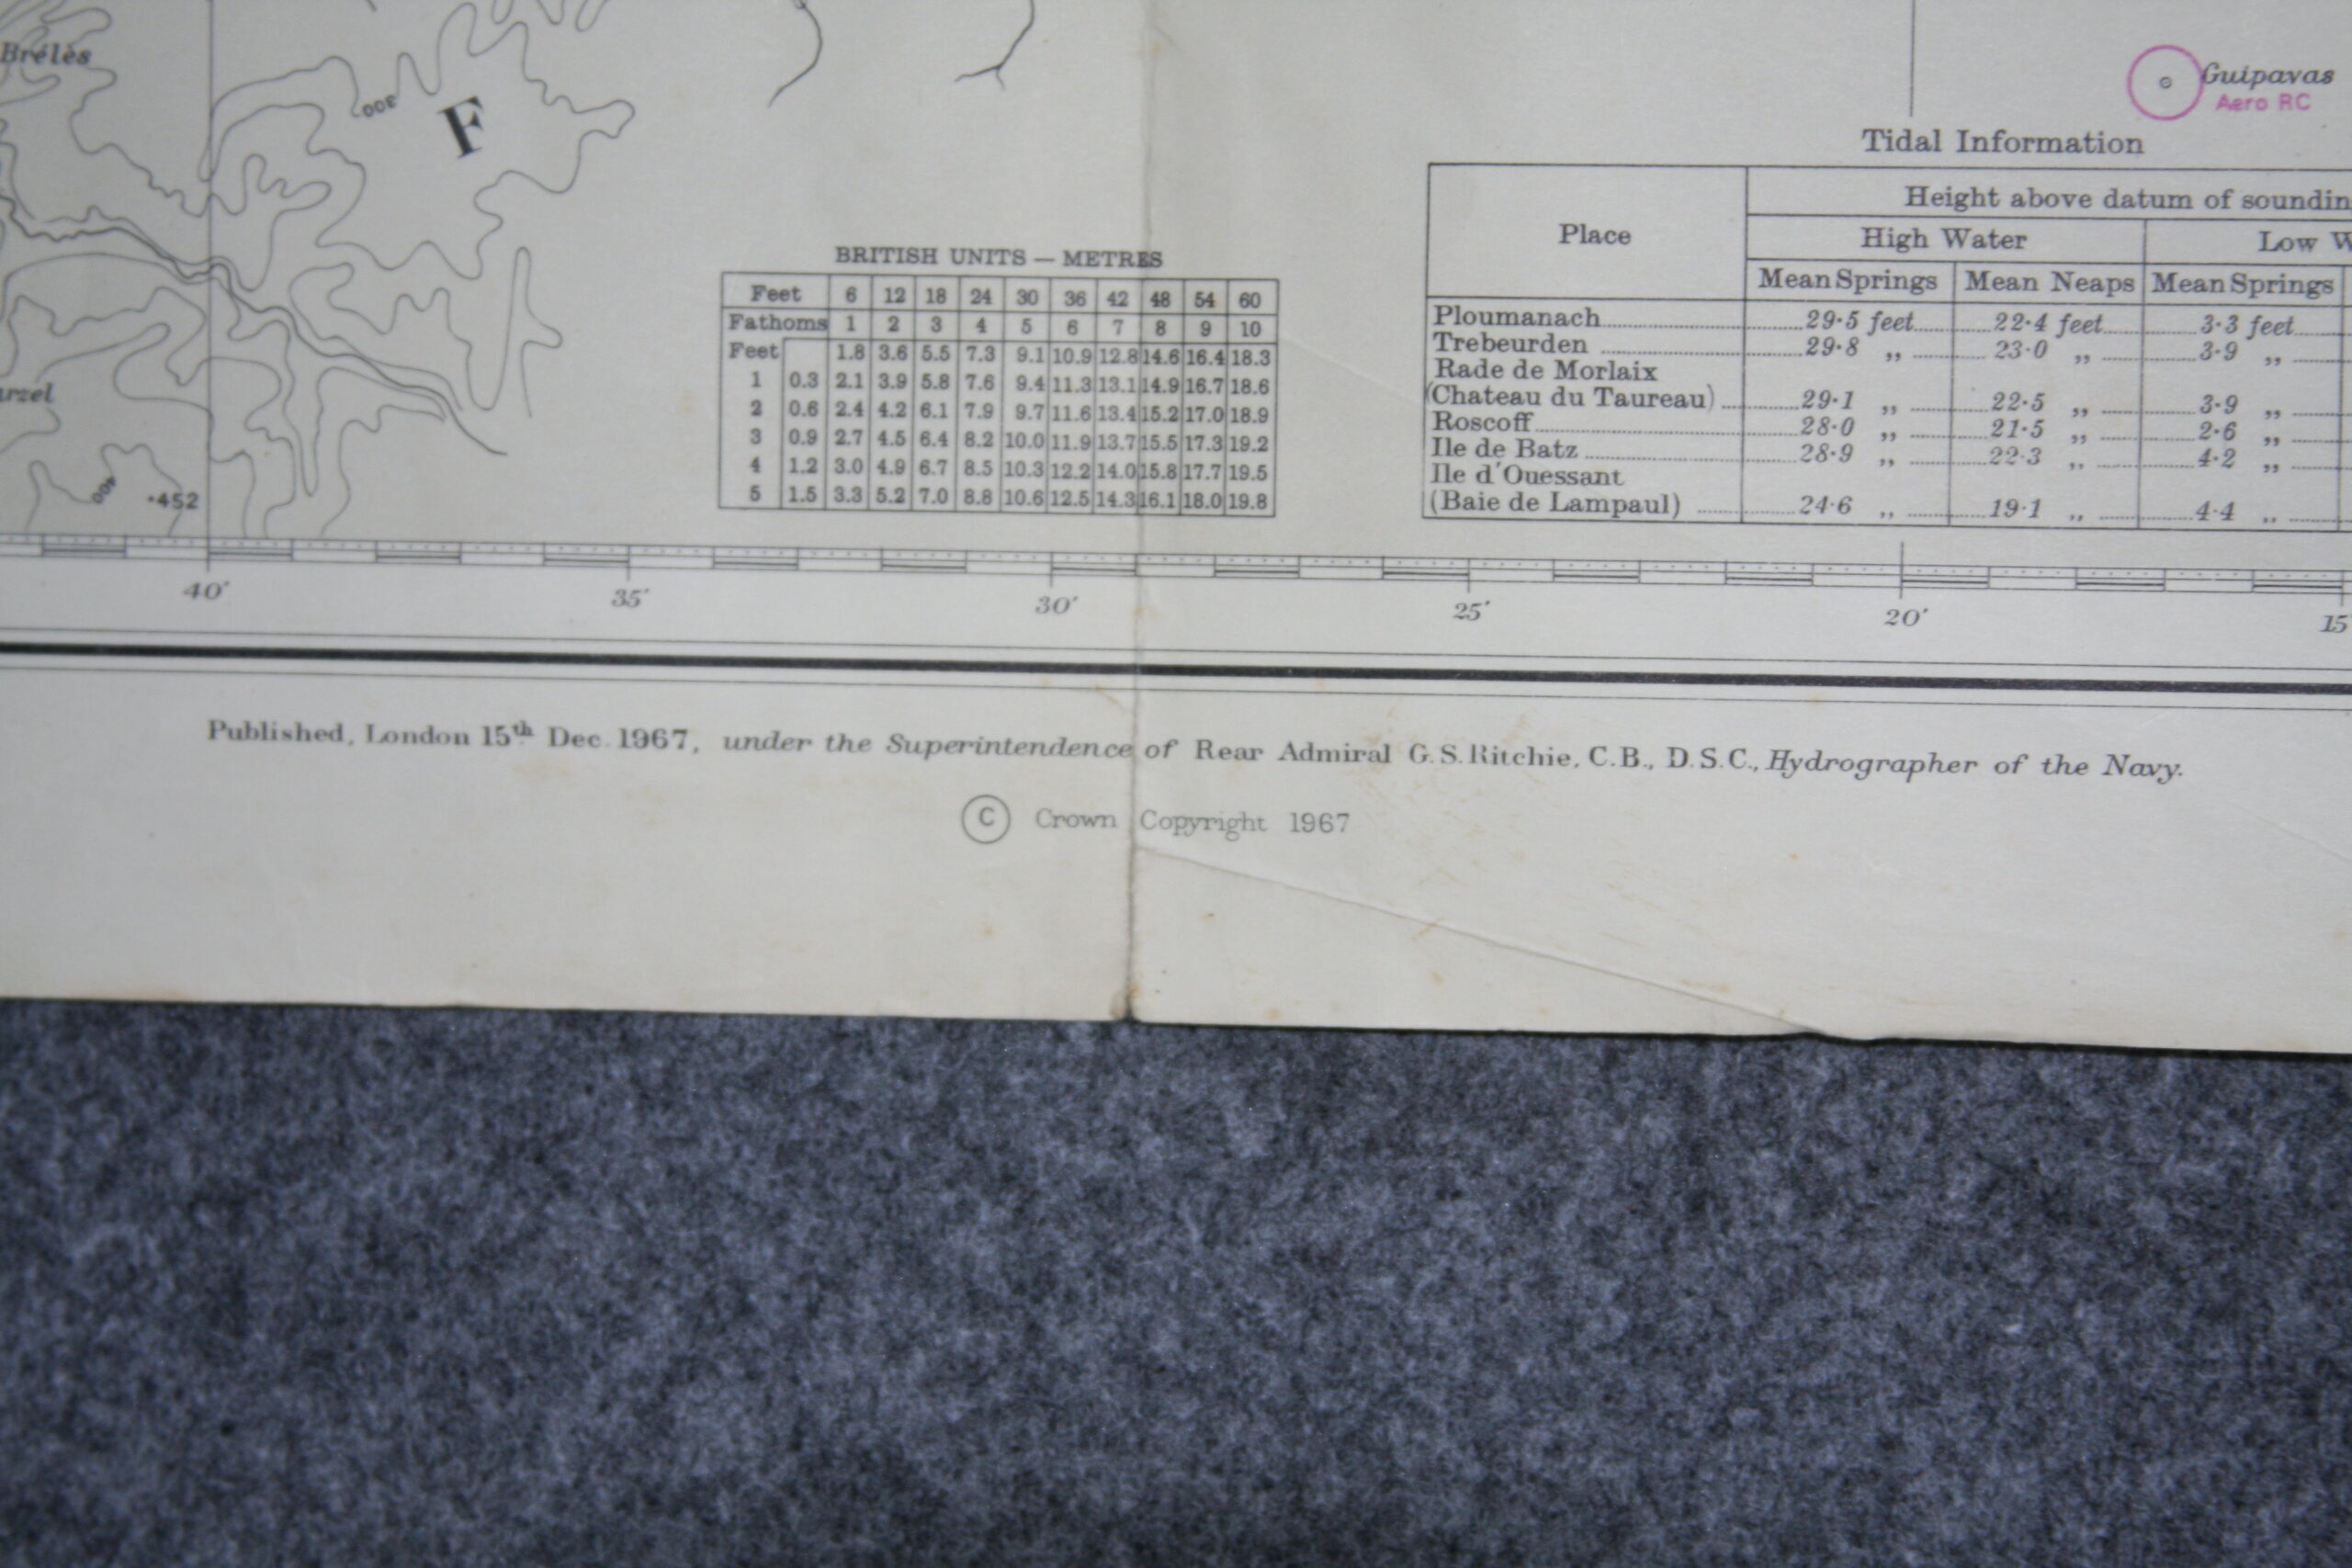 Brélès
300
F
Guipavas
Aero RC
400
•452
BRITISH UNITS — METRES
Feet 6 12 18 24 30 36 42 48 54 60
Fathoms 1 2 3 4 5 6 7 8 9 10
Feet 1.8 3.6 5.5 7.3 9.1 10.9 12.8 14.6 16.4 18.3
1 0.3 2.1 3.9 5.8 7.6 9.4 11.3 13.1 14.9 16.7 18.6
2 0.6 2.4 4.2 6.1 7.9 9.7 11.6 13.4 15.2 17.0 18.9
3 0.9 2.7 4.5 6.4 8.2 10.0 11.9 13.7 15.5 17.3 19.2
4 1.2 3.0 4.9 6.7 8.5 10.3 12.2 14.0 15.8 17.7 19.5
5 1.5 3.3 5.2 7.0 8.8 10.6 12.5 14.3 16.1 18.0 19.8
Tidal Information
Place
Height above datum of soundin
High Water Low W
Mean Springs Mean Neaps Mean Springs
Ploumanach 29·5 feet 22·4 feet 3·3 feet
Trebeurden 29·8 „ 23·0 „ 3·9 „
Rade de Morlaix
(Chateau du Taureau) 29·1 „ 22·5 „ 3·9 „
Roscoff 28·0 „ 21·5 „ 2·6 „
Ile de Batz 28·9 „ 22·3 „ 4·2 „
Ile d'Ouessant
(Baie de Lampaul) 24·6 „ 19·1 „ 4·4 „
40′ 35′ 30′ 25′ 20′ 15
Published, London 15th Dec. 1967, under the Superintendence of Rear Admiral G.S. Ritchie, C.B., D.S.C., Hydrographer of the Navy.
© Crown Copyright 1967